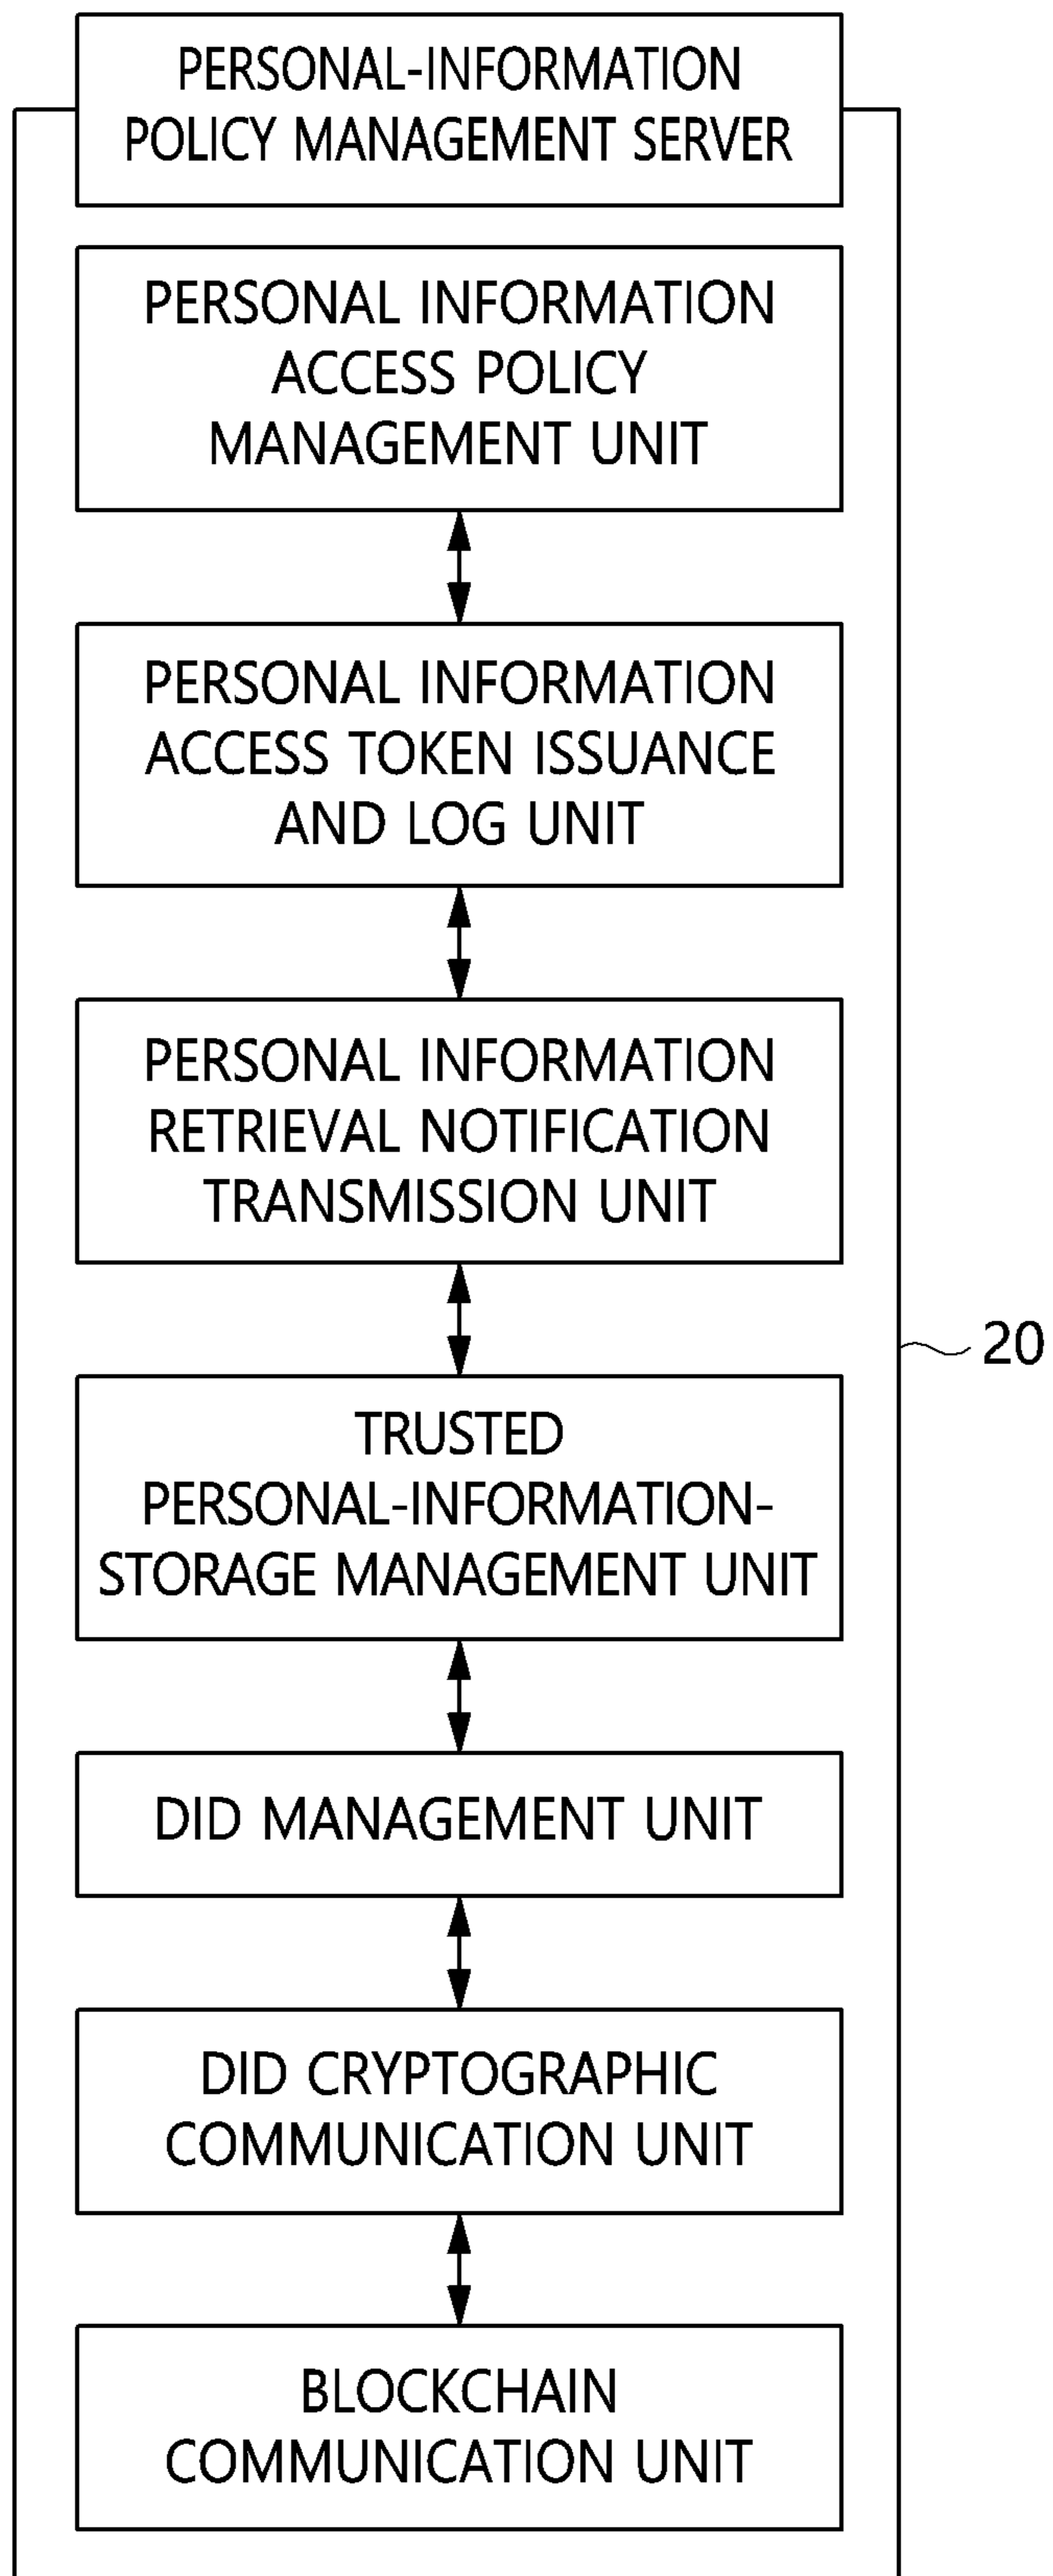 PERSONAL-INFORMATION
POLICY MANAGEMENT SERVER
PERSONAL INFORMATION
ACCESS POLICY
MANAGEMENT UNIT
PERSONAL INFORMATION
ACCESS TOKEN ISSUANCE
AND LOG UNIT
PERSONAL INFORMATION
RETRIEVAL NOTIFICATION
TRANSMISSION UNIT
20
TRUSTED
PERSONAL-INFORMATION-
STORAGE MANAGEMENT UNIT
DID MANAGEMENT UNIT
DID CRYPTOGRAPHIC
COMMUNICATION UNIT
BLOCKCHAIN
COMMUNICATION UNIT